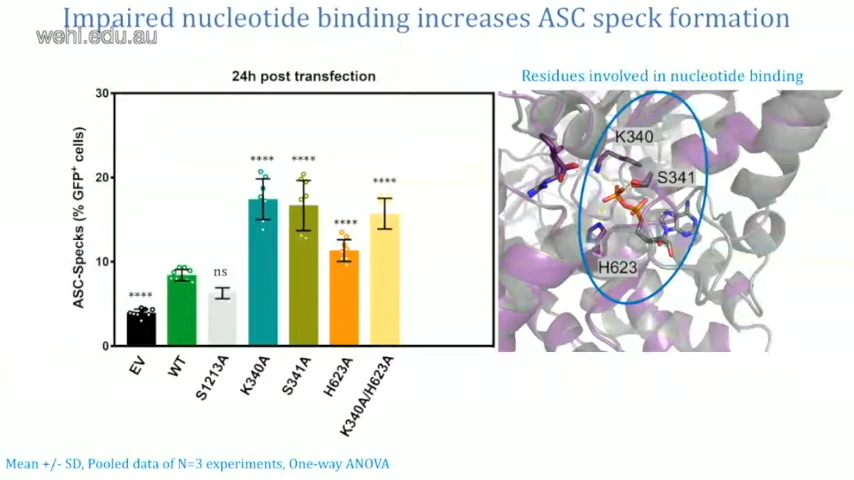 Impaired nucleotide binding increases ASC speck formation
wehi.edu.au
24h post transfection
Residues involved in nucleotide binding
ASC-Specks (% GFP⁺ cells)
30
20
10
0
****
ns
****
****
****
****
EV
WT
S1213A
K340A
S341A
H623A
K340A/H623A
K340
S341
H623
Mean +/- SD, Pooled data of N=3 experiments, One-way ANOVA